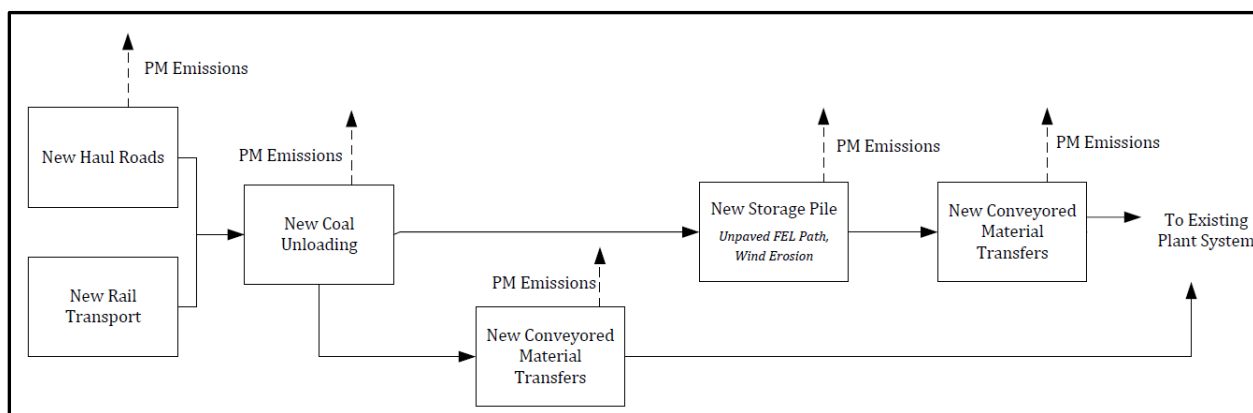 PM Emissions
New Haul Roads
PM Emissions
New Coal
Unloading
New Rail
Transport
PM Emissions
New Conveyored
Material
Transfers
PM Emissions
New Storage Pile
Unpaved FEL Path,
Wind Erosion
PM Emissions
New Conveyored
Material
Transfers
To Existing
Plant System